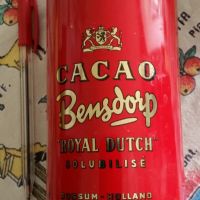 CACAO
Bensdorp
"ROYAL DUTCH"
SOLUBILISÉ
BUSSUM-HOLLAND